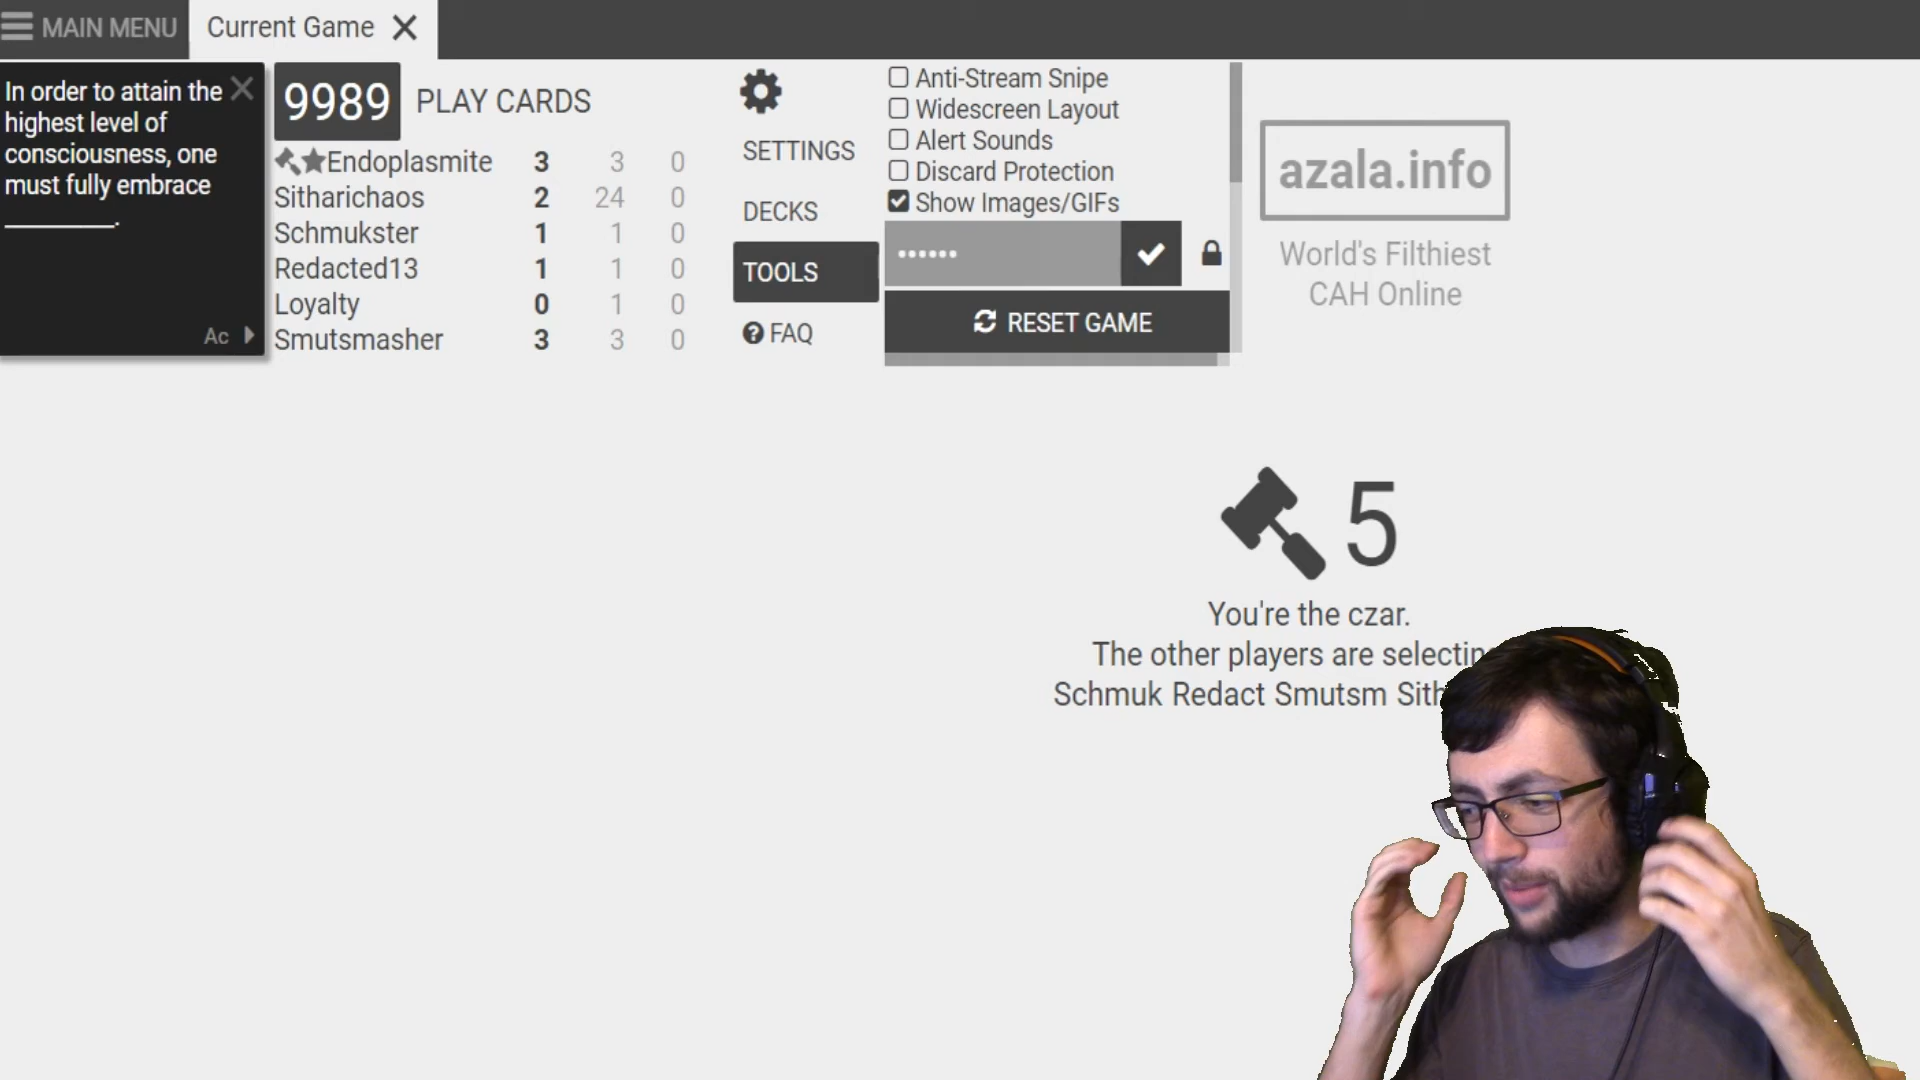 MAIN MENU
Current Game
In order to attain the
highest level of
consciousness, one
must fully embrace
_________.
Ac
9989 PLAY CARDS
Endoplasmite 3 3 0
Sitharichaos 2 24 0
Schmukster 1 1 0
Redacted13 1 1 0
Loyalty 0 1 0
Smutsmasher 3 3 0
SETTINGS
DECKS
TOOLS
FAQ
Anti-Stream Snipe
Widescreen Layout
Alert Sounds
Discard Protection
Show Images/GIFs
••••••
RESET GAME
azala.info
World's Filthiest
CAH Online
5
You're the czar.
The other players are
Schmuk Redact Smutsm